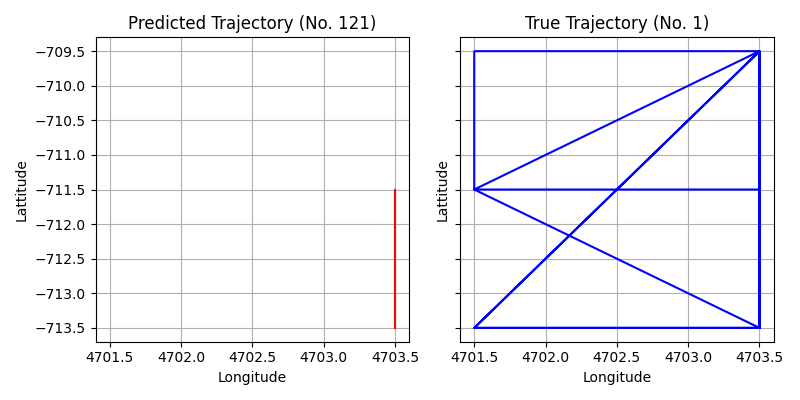 Predicted Trajectory (No. 121)
True Trajectory (No. 1)
Lattitude
−709.5
−710.0
−710.5
−711.0
−711.5
−712.0
−712.5
−713.0
−713.5
4701.5 4702.0 4702.5 4703.0 4703.5
Longitude
Lattitude
4701.5 4702.0 4702.5 4703.0 4703.5
Longitude